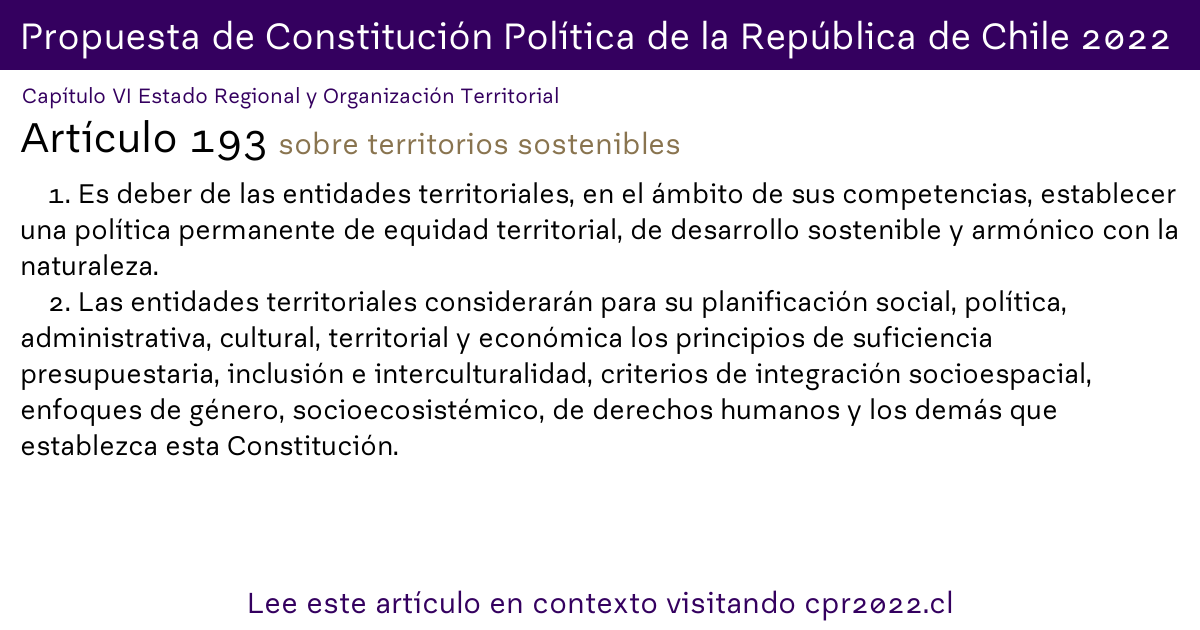 Propuesta de Constitución Política de la República de Chile 2022
Capítulo VI Estado Regional y Organización Territorial
Artículo 193 sobre territorios sostenibles
1. Es deber de las entidades territoriales, en el ámbito de sus competencias, establecer
una política permanente de equidad territorial, de desarrollo sostenible y armónico con la
naturaleza.
2. Las entidades territoriales considerarán para su planificación social, política,
administrativa, cultural, territorial y económica los principios de suficiencia
presupuestaria, inclusión e interculturalidad, criterios de integración socioespacial,
enfoques de género, socioecosistémico, de derechos humanos y los demás que
establezca esta Constitución.
Lee este artículo en contexto visitando cpr2022.cl